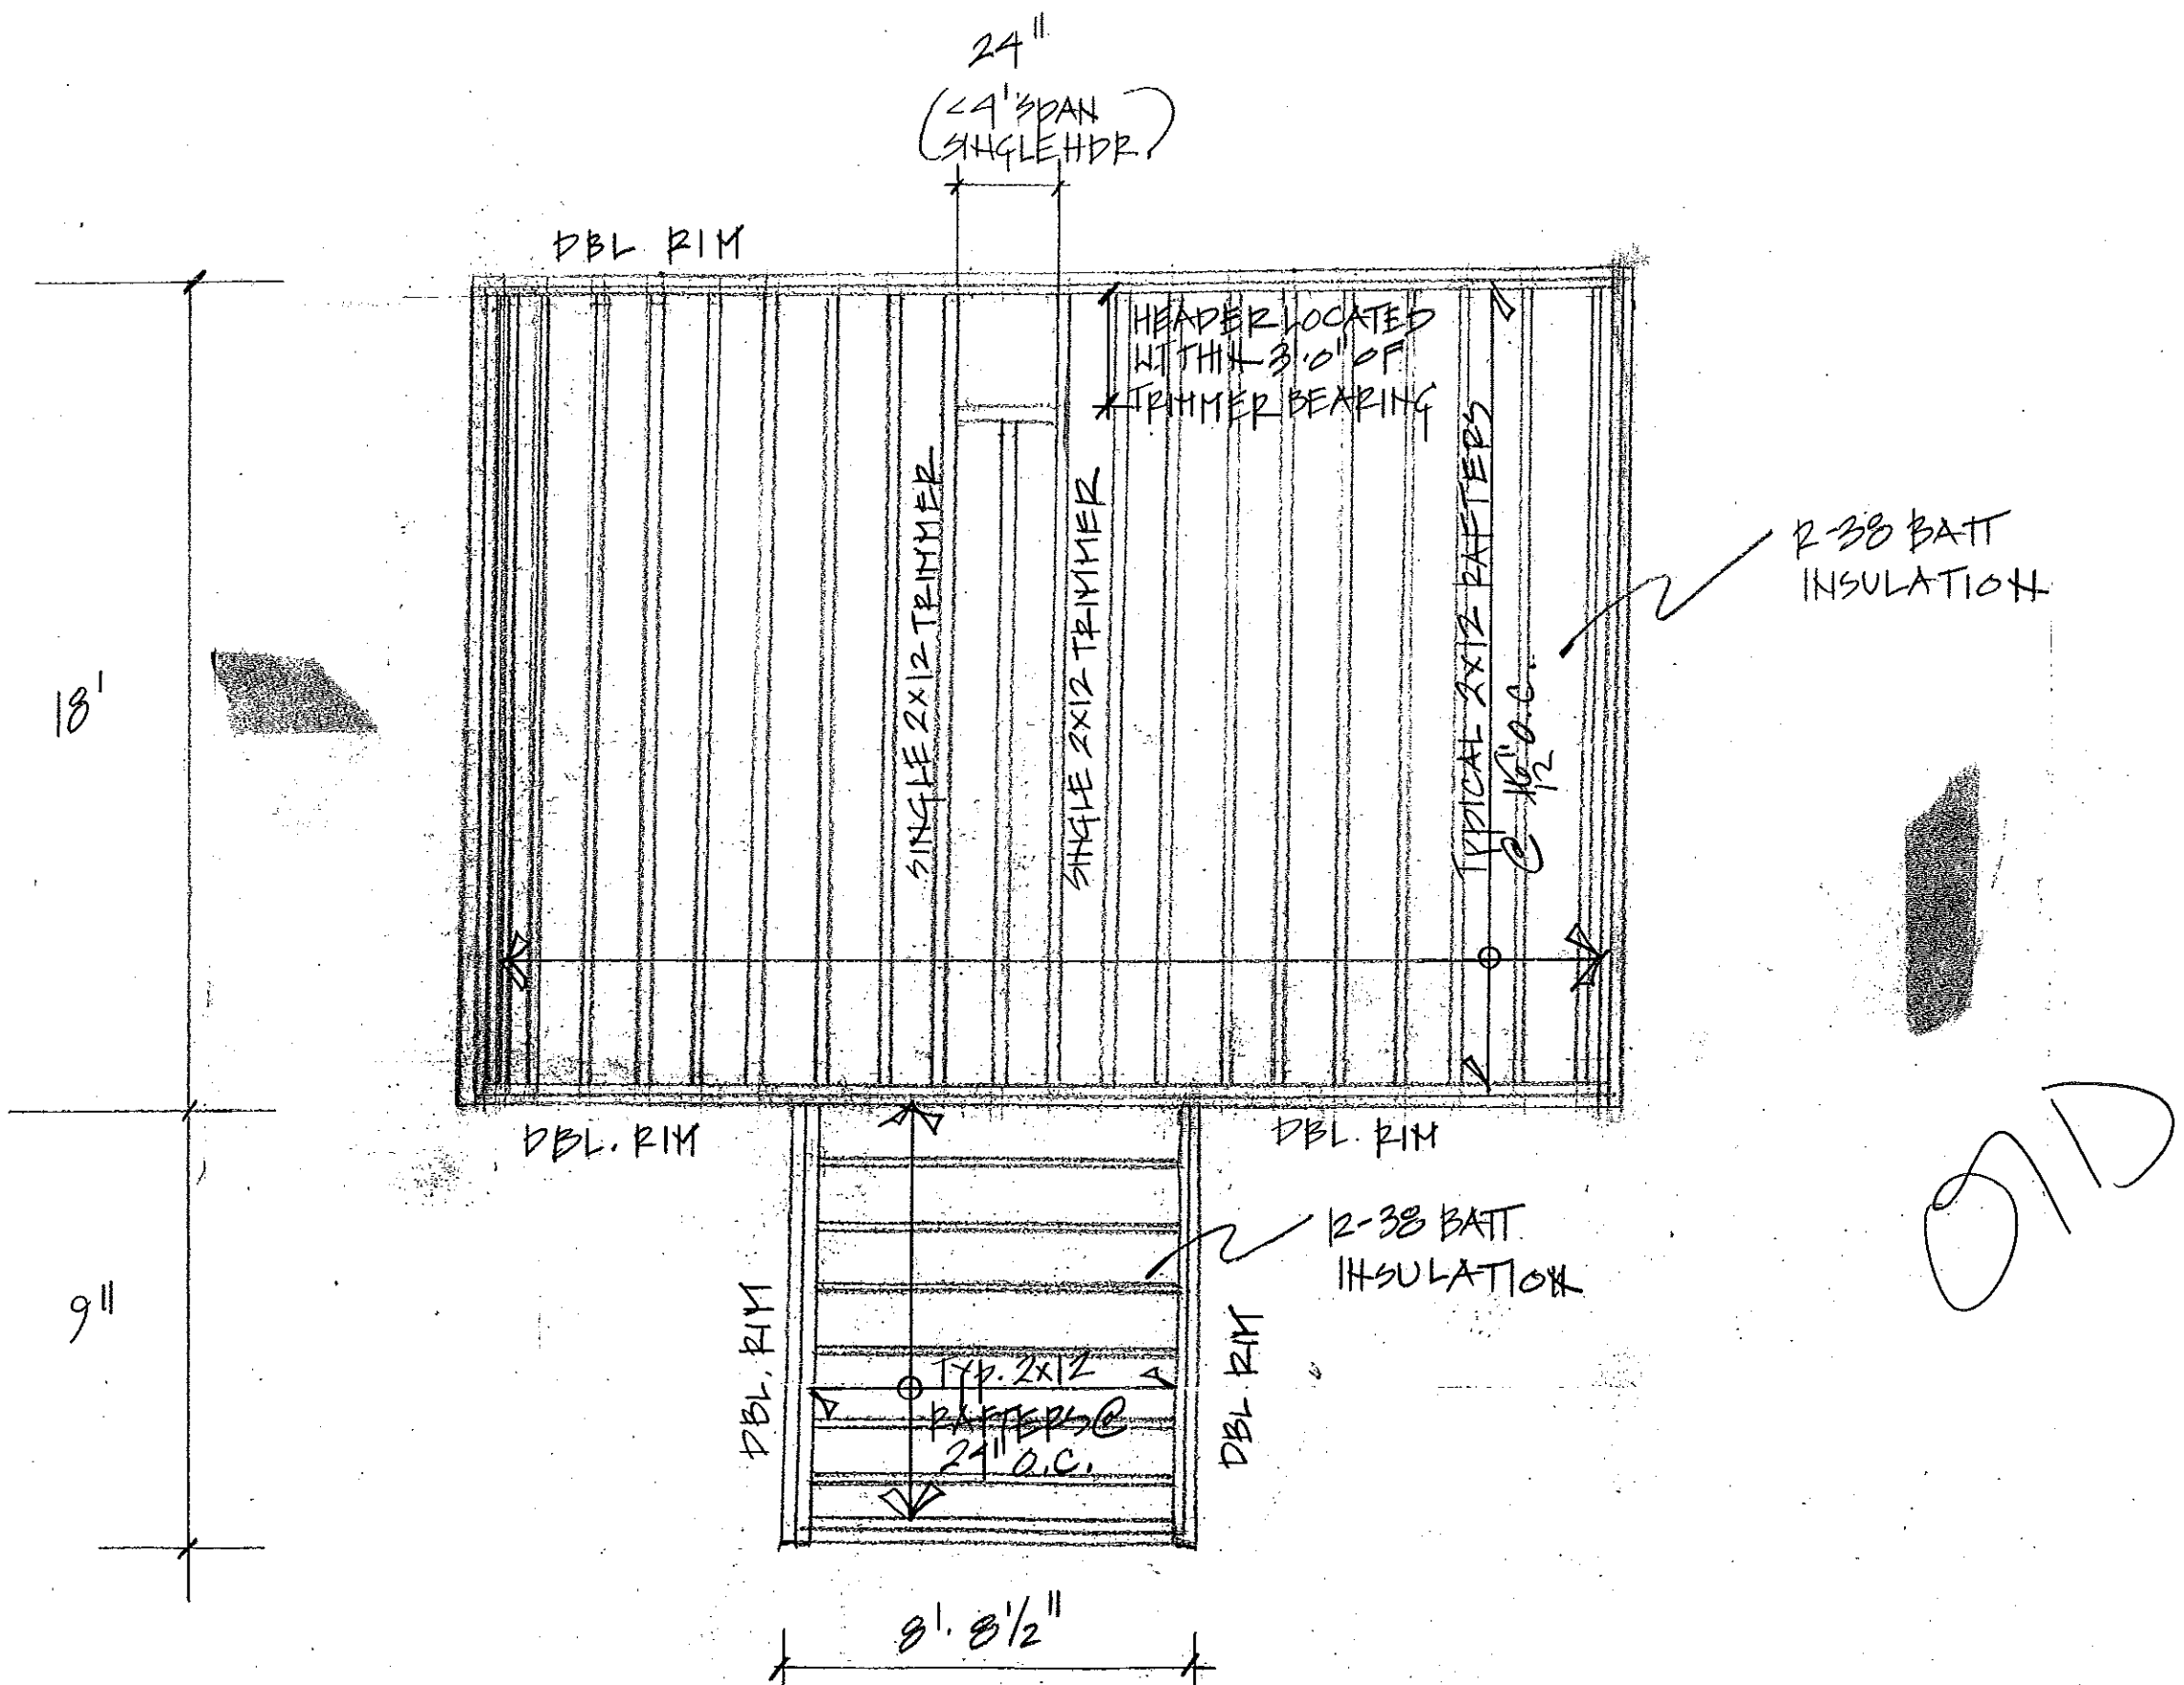 24"
(<4' SPAN
SINGLE HDR.)
DBL. RIM
HEADER LOCATED
WITHIN 3'-0" OF
TRIMMER BEARING
SINGLE 2X12 TRIMMER
SINGLE 2X12 TRIMMER
TYPICAL 2X12 RAFTERS
@ 16" O.C.
12
R-38 BATT
INSULATION
18'
DBL. RIM
DBL. RIM
R-38 BATT
INSULATION
9"
DBL. RIM
TYP. 2X12
RAFTERS @
24" O.C.
DBL. RIM
8'. 8 1/2"